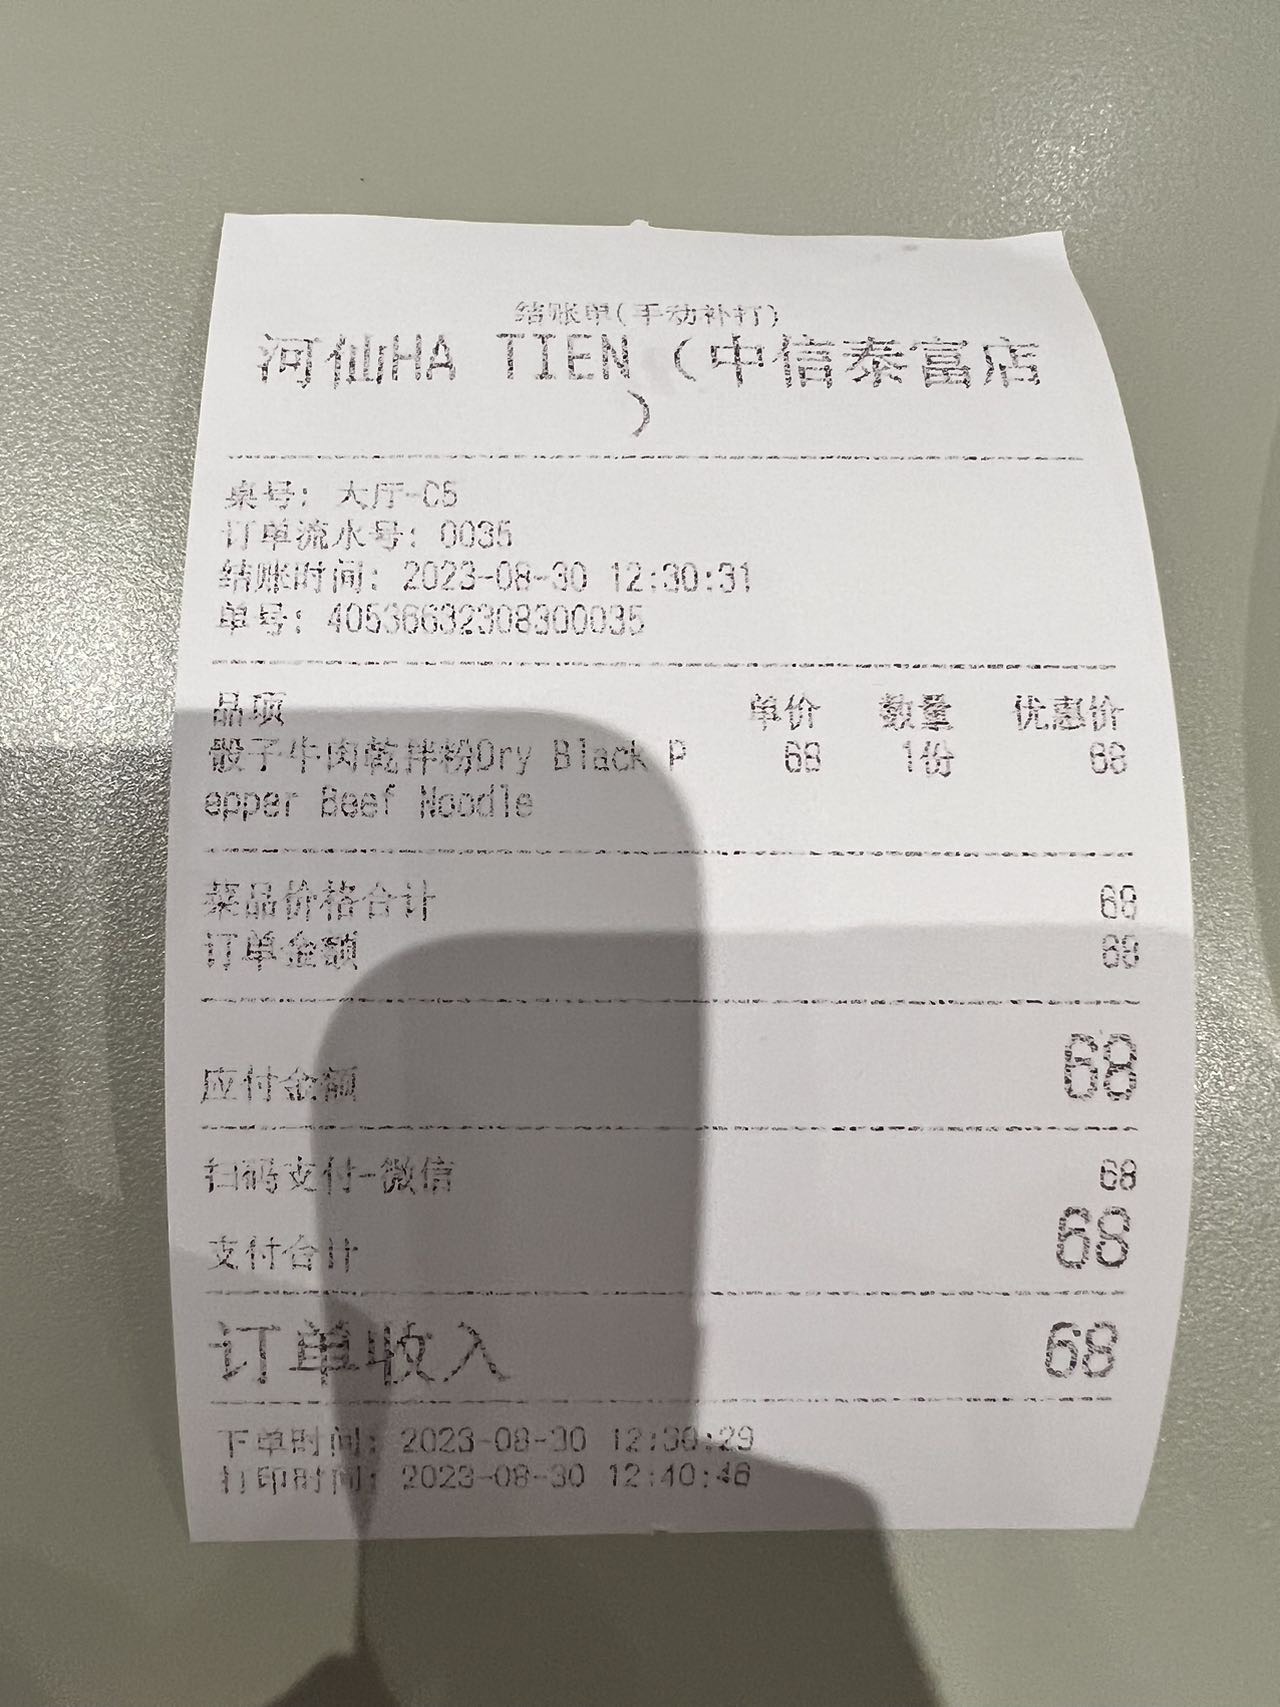 结账单(手动补打)
河仙HA TIEN（中信泰富店
）
桌号: 大厅-C5
订单流水号: 0035
结账时间: 2023-08-30 12:30:31
单号: 40536632308300035
品项 单价 数量 优惠价
骰子牛肉乾拌粉Dry Black P 68 1份 68
epper Beef Noodle
菜品价格合计 68
订单金额 68
应付金额 68
扫码支付-微信 68
支付合计 68
订单收入 68
下单时间: 2023-08-30 12:30:29
打印时间: 2023-08-30 12:40:46